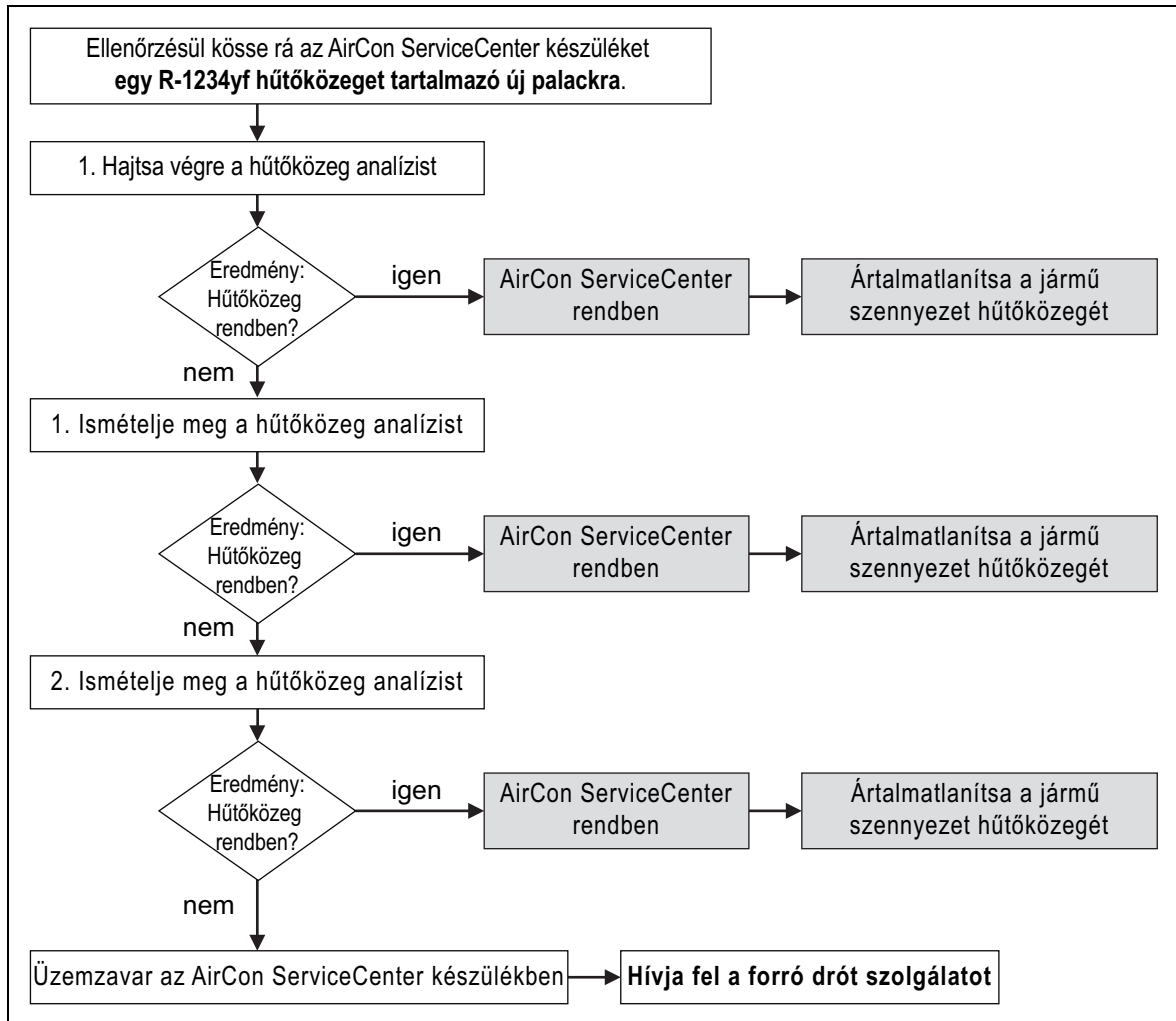 Ellenőrzésül kösse rá az AirCon ServiceCenter készüléket
egy R-1234yf hűtőközeget tartalmazó új palackra.
1. Hajtsa végre a hűtőközeg analízist
Eredmény:
Hűtőközeg
rendben?
igen
AirCon ServiceCenter
rendben
Ártalmatlanítsa a jármű
szennyezet hűtőközegét
nem
1. Ismételje meg a hűtőközeg analízist
Eredmény:
Hűtőközeg
rendben?
igen
AirCon ServiceCenter
rendben
Ártalmatlanítsa a jármű
szennyezet hűtőközegét
nem
2. Ismételje meg a hűtőközeg analízist
Eredmény:
Hűtőközeg
rendben?
igen
AirCon ServiceCenter
rendben
Ártalmatlanítsa a jármű
szennyezet hűtőközegét
nem
Üzemzavar az AirCon ServiceCenter készülékben
Hívja fel a forró drót szolgálatot